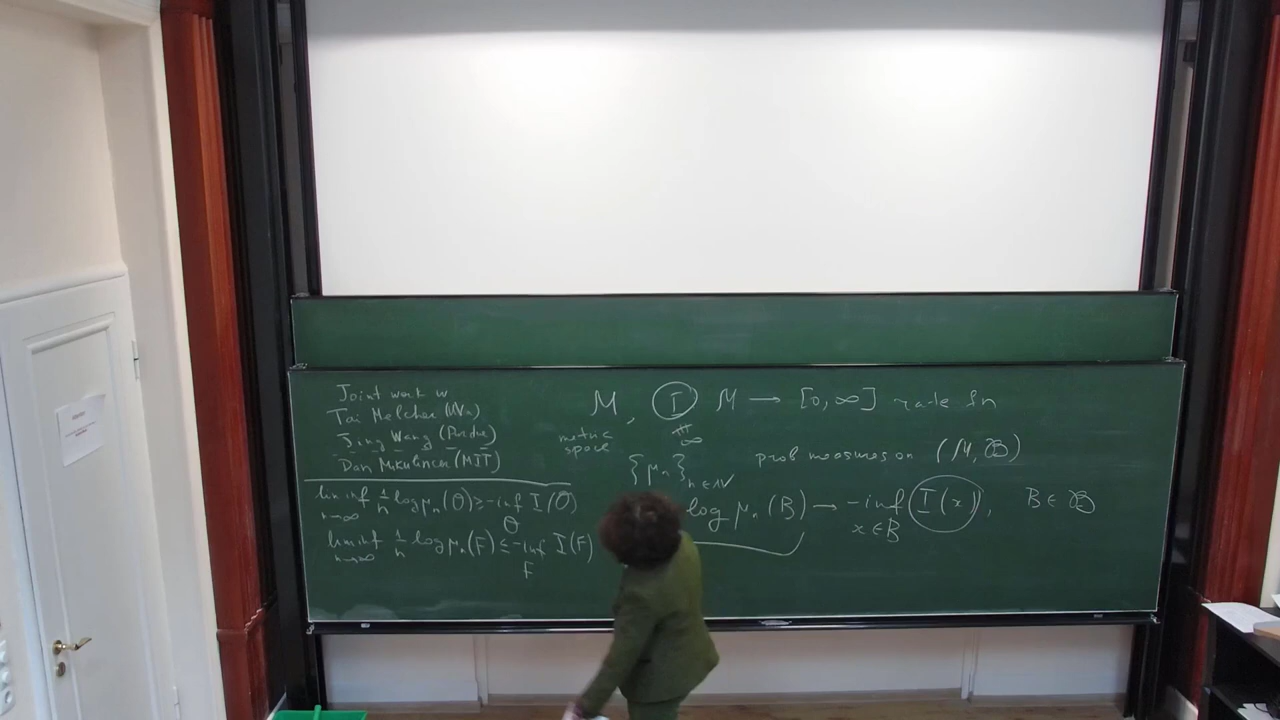 Joint work w
Tai Melcher (UVa)
Jing Wang (Purdue)
Dan Mikulincer (MIT)
lim inf n→∞ 1/n log μn(O) ≥ -inf O I(O)
lim inf n→∞ 1/n log μn(F) ≤ -inf F I(F)
M, I M → [0, ∞] rate fn
metric space
∞
{μn} n∈ℕ prob measures on (M, ℬ)
log μn(B) → -inf x∈B I(x), B ∈ ℬ